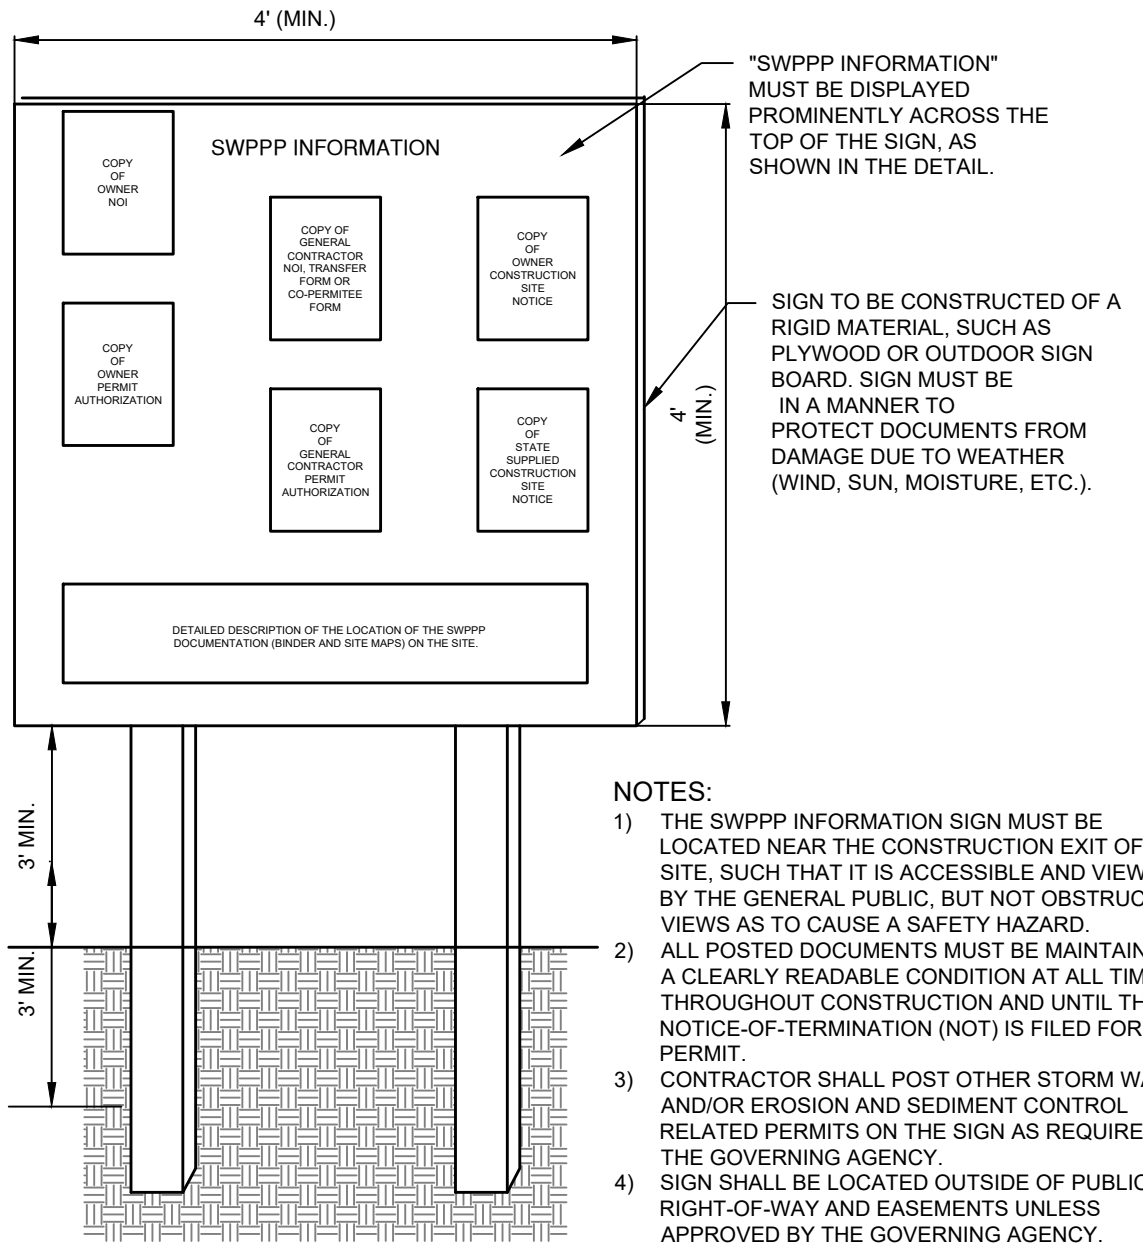 4' (MIN.)
"SWPPP INFORMATION"
MUST BE DISPLAYED
PROMINENTLY ACROSS THE
TOP OF THE SIGN, AS
SHOWN IN THE DETAIL.
SWPPP INFORMATION
COPY
OF
OWNER
NOI
COPY OF
GENERAL
CONTRACTOR
NOI, TRANSFER
FORM OR
CO-PERMITEE
FORM
COPY
OF
OWNER
CONSTRUCTION
SITE
NOTICE
COPY
OF
OWNER
PERMIT
AUTHORIZATION
COPY
OF
GENERAL
CONTRACTOR
PERMIT
AUTHORIZATION
COPY
OF
STATE
SUPPLIED
CONSTRUCTION
SITE
NOTICE
4'
(MIN.)
SIGN TO BE CONSTRUCTED OF A
RIGID MATERIAL, SUCH AS
PLYWOOD OR OUTDOOR SIGN
BOARD. SIGN MUST BE
IN A MANNER TO
PROTECT DOCUMENTS FROM
DAMAGE DUE TO WEATHER
(WIND, SUN, MOISTURE, ETC.).
DETAILED DESCRIPTION OF THE LOCATION OF THE SWPPP
DOCUMENTATION (BINDER AND SITE MAPS) ON THE SITE.
3' MIN.
3' MIN.
NOTES:
1) THE SWPPP INFORMATION SIGN MUST BE
LOCATED NEAR THE CONSTRUCTION EXIT OF
SITE, SUCH THAT IT IS ACCESSIBLE AND VIEW
BY THE GENERAL PUBLIC, BUT NOT OBSTRUC
VIEWS AS TO CAUSE A SAFETY HAZARD.
2) ALL POSTED DOCUMENTS MUST BE MAINTAIN
A CLEARLY READABLE CONDITION AT ALL TIM
THROUGHOUT CONSTRUCTION AND UNTIL TH
NOTICE-OF-TERMINATION (NOT) IS FILED FOR
PERMIT.
3) CONTRACTOR SHALL POST OTHER STORM WA
AND/OR EROSION AND SEDIMENT CONTROL
RELATED PERMITS ON THE SIGN AS REQUIRE
THE GOVERNING AGENCY.
4) SIGN SHALL BE LOCATED OUTSIDE OF PUBLIC
RIGHT-OF-WAY AND EASEMENTS UNLESS
APPROVED BY THE GOVERNING AGENCY.